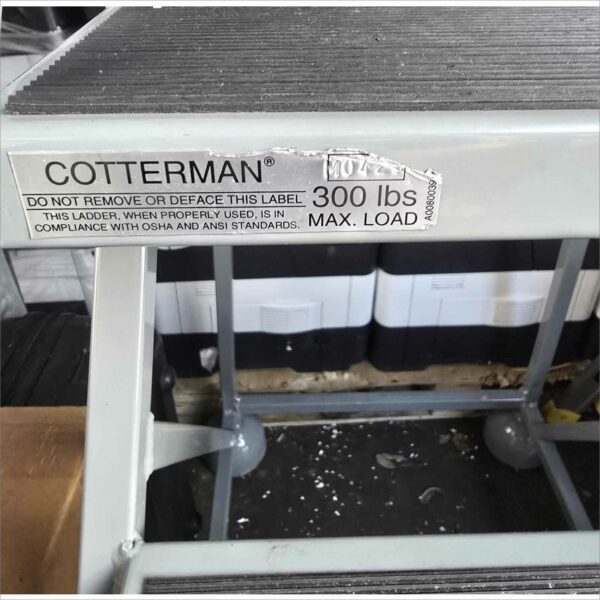 COTTERMAN®
DO NOT REMOVE OR DEFACE THIS LABEL
THIS LADDER, WHEN PROPERLY USED, IS IN
COMPLIANCE WITH OSHA AND ANSI STANDARDS.
300 lbs
MAX. LOAD
A0080039